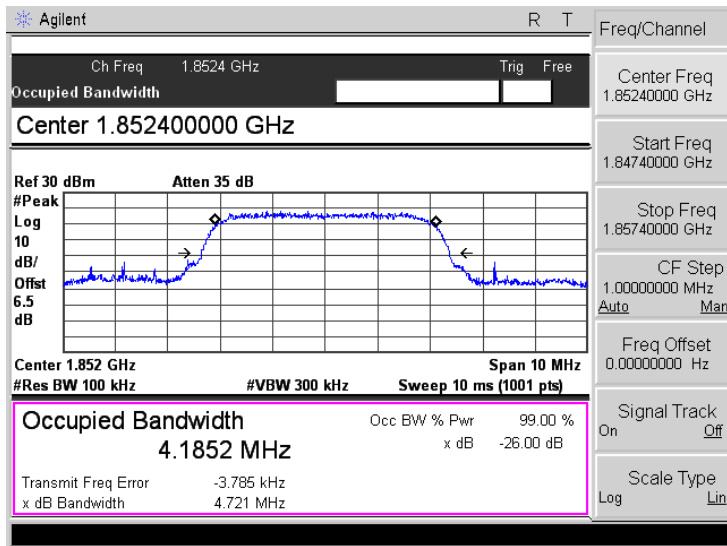 Agilent R T
Freq/Channel
Ch Freq 1.8524 GHz Trig Free
Occupied Bandwidth
Center 1.852400000 GHz
Center Freq
1.85240000 GHz
Start Freq
1.84740000 GHz
Stop Freq
1.85740000 GHz
CF Step
1.00000000 MHz
Auto Man
Freq Offset
0.00000000 Hz
Signal Track
On Off
Scale Type
Log Lin
Ref 30 dBm Atten 35 dB
#Peak
Log
10
dB/
Offst
6.5
dB
Center 1.852 GHz Span 10 MHz
#Res BW 100 kHz #VBW 300 kHz Sweep 10 ms (1001 pts)
Occupied Bandwidth Occ BW % Pwr 99.00 %
4.1852 MHz x dB -26.00 dB
Transmit Freq Error -3.785 kHz
x dB Bandwidth 4.721 MHz